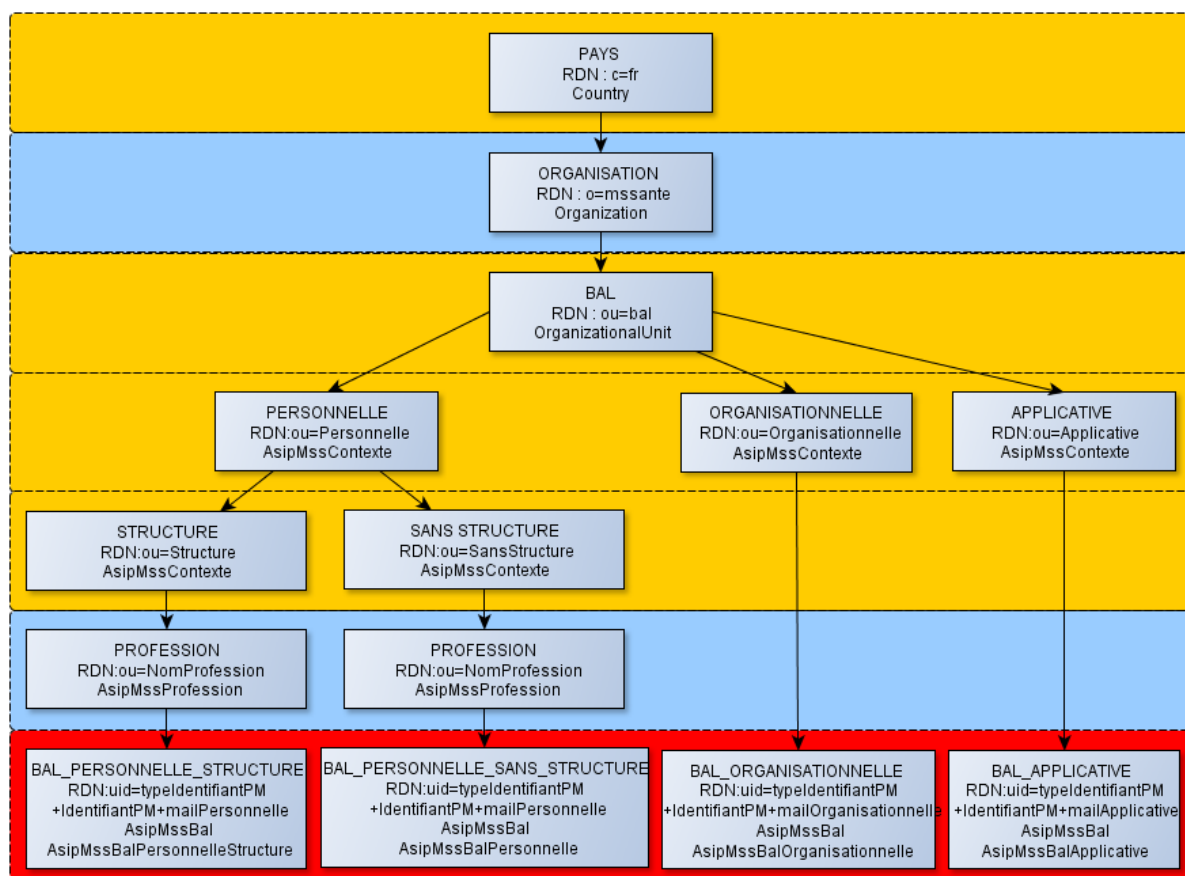 PAYS
RDN : c=fr
Country
ORGANISATION
RDN : o=mssante
Organization
BAL
RDN : ou=bal
OrganizationalUnit
PERSONNELLE
RDN:ou=Personnelle
AsipMssContexte
ORGANISATIONNELLE
RDN:ou=Organisationnelle
AsipMssContexte
APPLICATIVE
RDN:ou=Applicative
AsipMssContexte
STRUCTURE
RDN:ou=Structure
AsipMssContexte
SANS STRUCTURE
RDN:ou=SansStructure
AsipMssContexte
PROFESSION
RDN:ou=NomProfession
AsipMssProfession
PROFESSION
RDN:ou=NomProfession
AsipMssProfession
BAL_PERSONNELLE_STRUCTURE
RDN:uid=typeIdentifiantPM
+IdentifiantPM+mailPersonnelle
AsipMssBal
AsipMssBalPersonnelleStructure
BAL_PERSONNELLE_SANS_STRUCTURE
RDN:uid=typeIdentifiantPM
+IdentifiantPM+mailPersonnelle
AsipMssBal
AsipMssBalPersonnelle
BAL_ORGANISATIONNELLE
RDN:uid=typeIdentifiantPM
+IdentifiantPM+mailOrganisationnelle
AsipMssBal
AsipMssBalOrganisationnelle
BAL_APPLICATIVE
RDN:uid=typeIdentifiantPM
+IdentifiantPM+mailApplicative
AsipMssBal
AsipMssBalApplicative